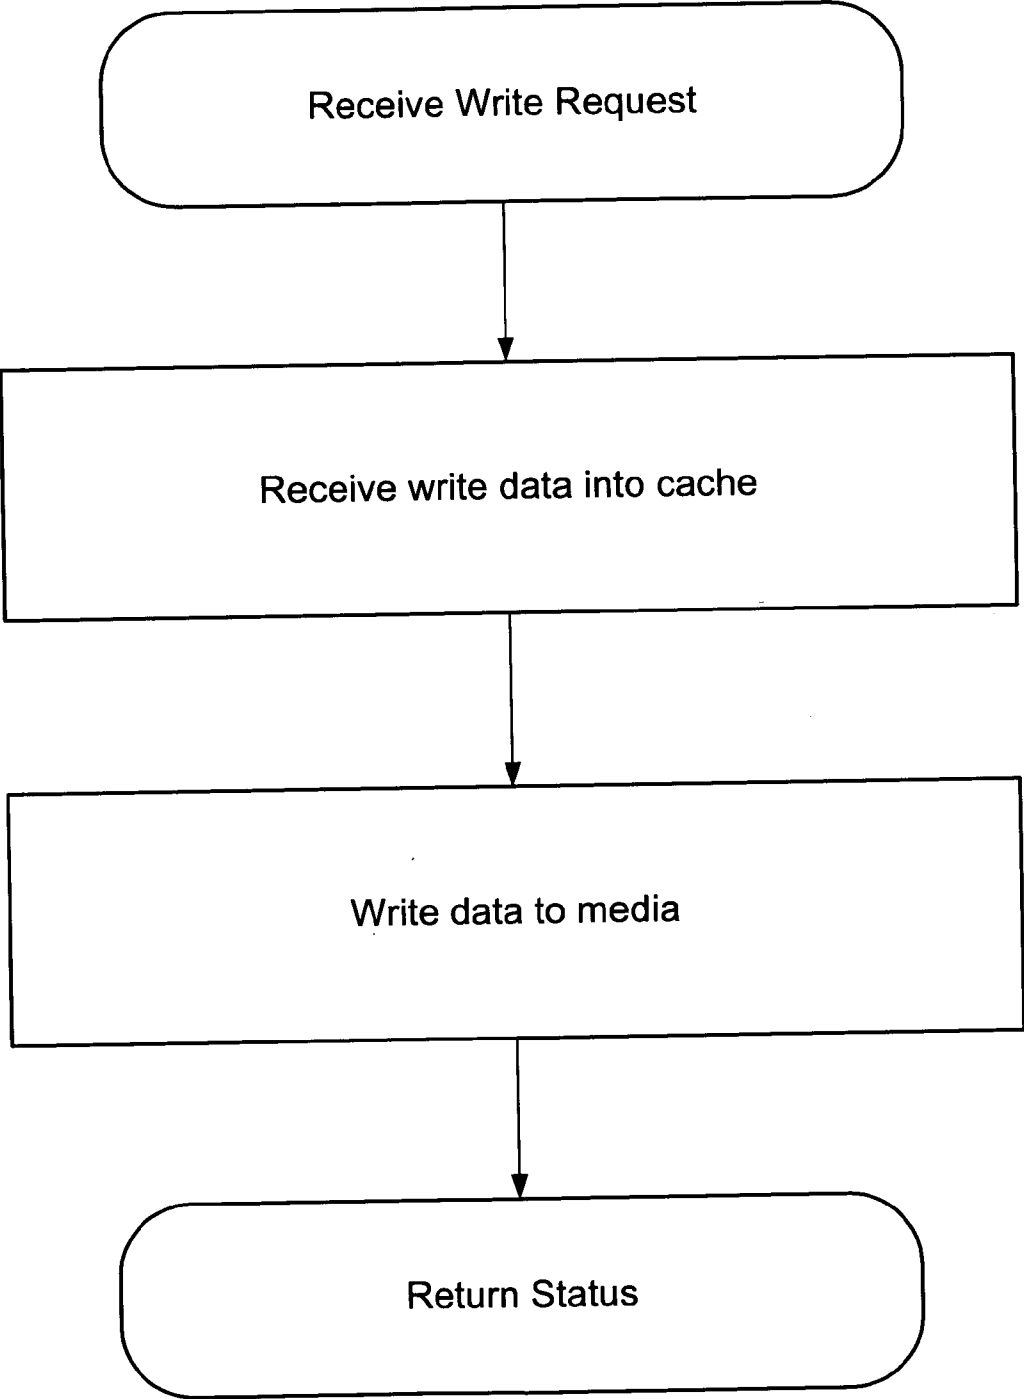 Receive Write Request
Receive write data into cache
Write data to media
Return Status